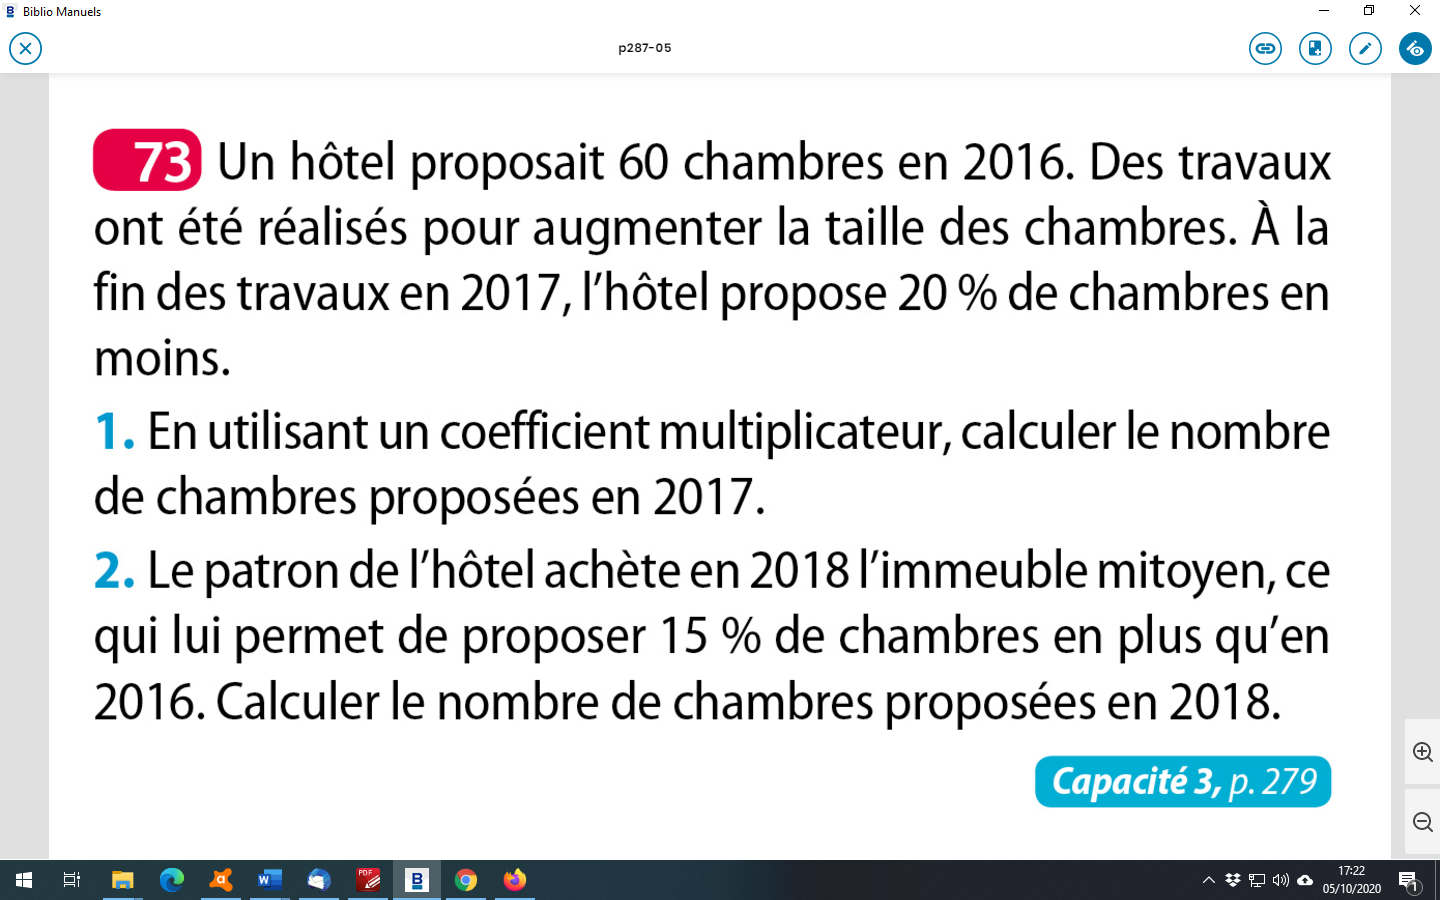 Biblio Manuels
p287-05
73 Un hôtel proposait 60 chambres en 2016. Des travaux
ont été réalisés pour augmenter la taille des chambres. À la
fin des travaux en 2017, l’hôtel propose 20 % de chambres en
moins.
1. En utilisant un coefficient multiplicateur, calculer le nombre
de chambres proposées en 2017.
2. Le patron de l’hôtel achète en 2018 l’immeuble mitoyen, ce
qui lui permet de proposer 15 % de chambres en plus qu’en
2016. Calculer le nombre de chambres proposées en 2018.
Capacité 3, p. 279
17:22
05/10/2020
1